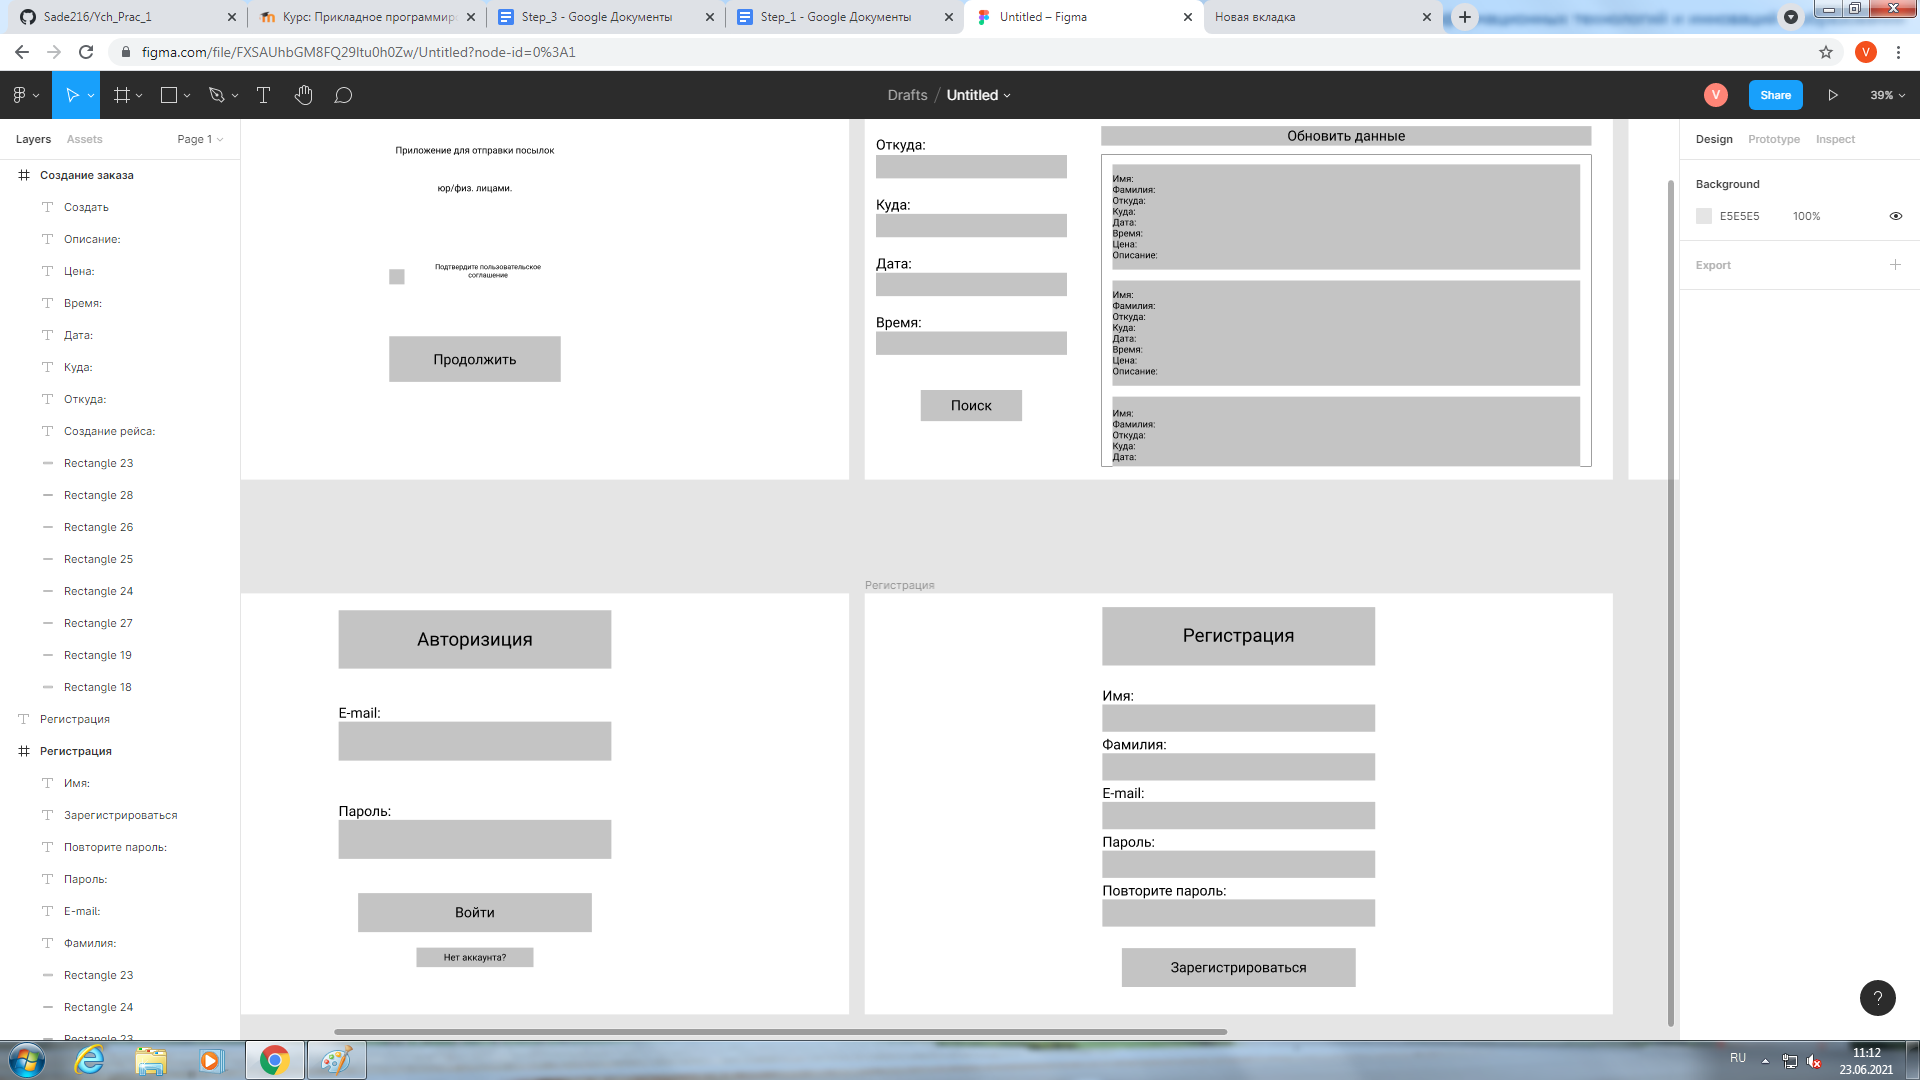 Sade216/Ych_Prac_1
Курс: Прикладное программиро
Step_3 - Google Документы
Step_1 - Google Документы
Untitled – Figma
Новая вкладка
figma.com/file/FXSAUhbGM8FQ29ltu0h0Zw/Untitled?node-id=0%3A1
V
Drafts / Untitled
V
Share
39%
Layers
Assets
Page 1
Создание заказа
Создать
Описание:
Цена:
Время:
Дата:
Куда:
Откуда:
Создание рейса:
Rectangle 23
Rectangle 28
Rectangle 26
Rectangle 25
Rectangle 24
Rectangle 27
Rectangle 19
Rectangle 18
Регистрация
Регистрация
Имя:
Зарегистрироваться
Повторите пароль:
Пароль:
E-mail:
Фамилия:
Rectangle 23
Rectangle 24
Rectangle 23
Приложение для отправки посылок
юр/физ. лицами.
Подтвердите пользовательское
соглашение
Продолжить
Откуда:
Куда:
Дата:
Время:
Поиск
Обновить данные
Имя:
Фамилия:
Откуда:
Куда:
Дата:
Время:
Цена:
Описание:
Имя:
Фамилия:
Откуда:
Куда:
Дата:
Время:
Цена:
Описание:
Имя:
Фамилия:
Откуда:
Куда:
Дата:
Авторизиция
E-mail:
Пароль:
Войти
Нет аккаунта?
Регистрация
Регистрация
Имя:
Фамилия:
E-mail:
Пароль:
Повторите пароль:
Зарегистрироваться
Design
Prototype
Inspect
Background
E5E5E5
100%
Export
?
RU
11:12
23.06.2021